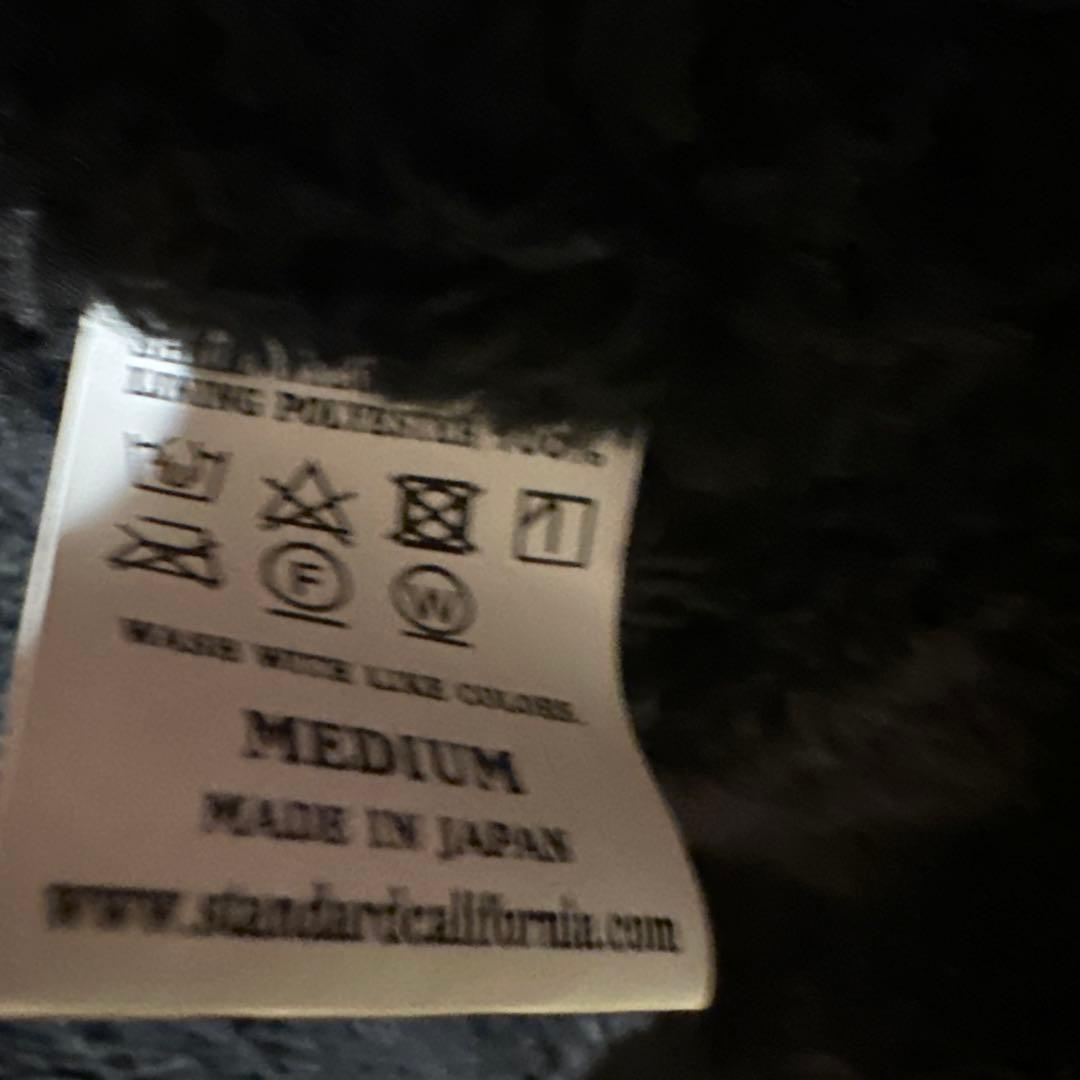 LINING POLYESTER 100%
F W
WASH WITH LIKE COLORS.
MEDIUM
MADE IN JAPAN
www.standardcalifornia.com